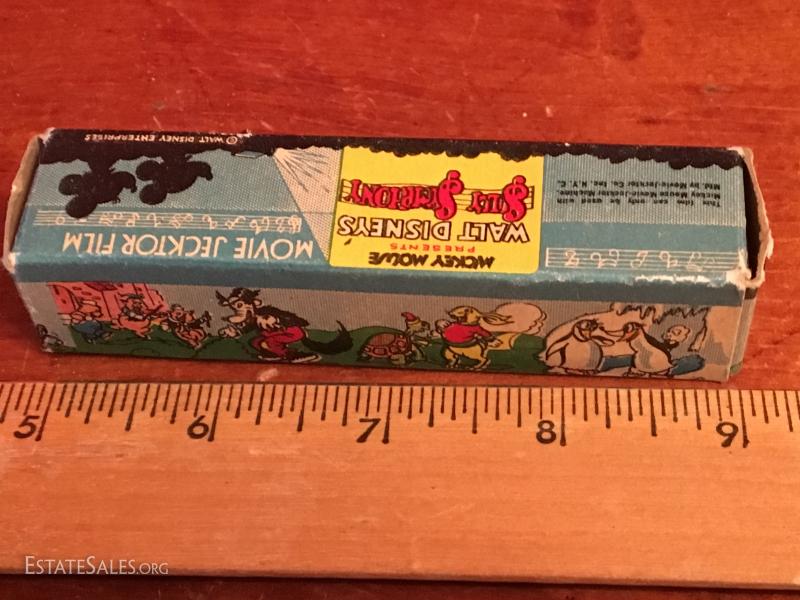 © WALT DISNEY ENTERPRISES
MICKEY MOUSE
PRESENTS
WALT DISNEY'S
SILLY SYMPHONY
MOVIE JECKTOR FILM
This film can only be used with
Mickey Mouse Movie-Jecktor Machine
Mfd. by Movie-Jecktor Co., Inc. N. Y. C.
5 6 7 8 9
ESTATESALES.ORG